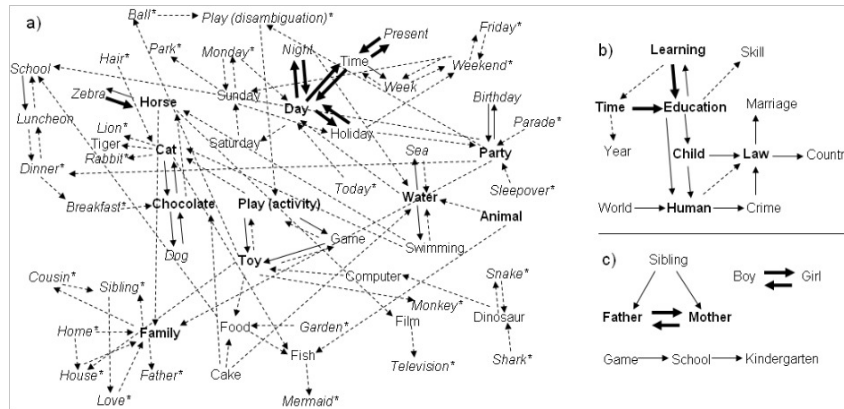 a)
Ball*
Play (disambiguation)*
Hair*
Park*
Monday*
Night
Present
Time
Friday*
Weekend*
School
Zebra
Horse
Sunday
Day
Week
Birthday
Luncheon
Holiday
Parade*
Lion*
Cat
Tiger
Rabbit*
Saturday
Sea
Party
Dinner*
Today*
Sleepover*
Breakfast*
Chocolate
Play (activity)
Water
Animal
Dog
Game
Swimming
Toy
Computer
Cousin*
Sibling*
Snake*
Monkey*
Dinosaur
Home*
Family
Food
Garden*
Film
House*
Father*
Cake
Fish
Television*
Shark*
Love*
Mermaid*
b)
Learning
Skill
Time
Education
Marriage
Year
Child
Law
Countr
World
Human
Crime
c)
Sibling
Boy
Girl
Father
Mother
Game
School
Kindergarten